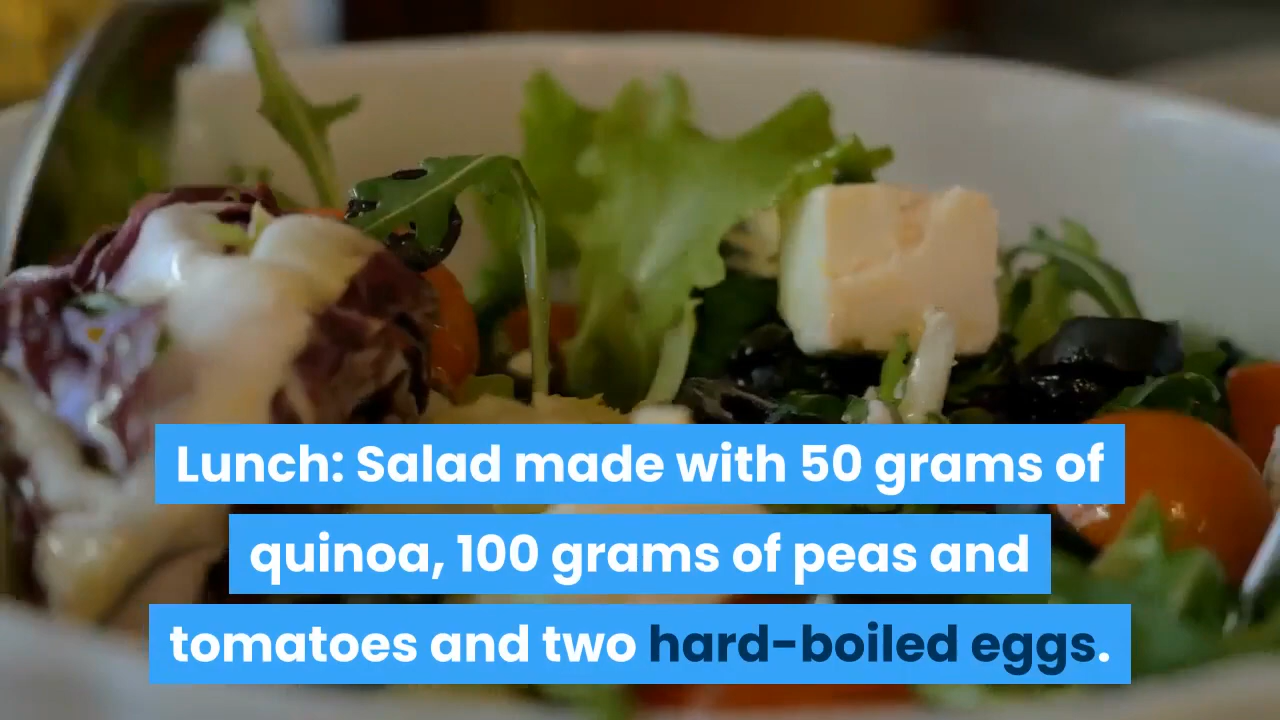 Lunch: Salad made with 50 grams of
quinoa, 100 grams of peas and
tomatoes and two hard-boiled eggs.